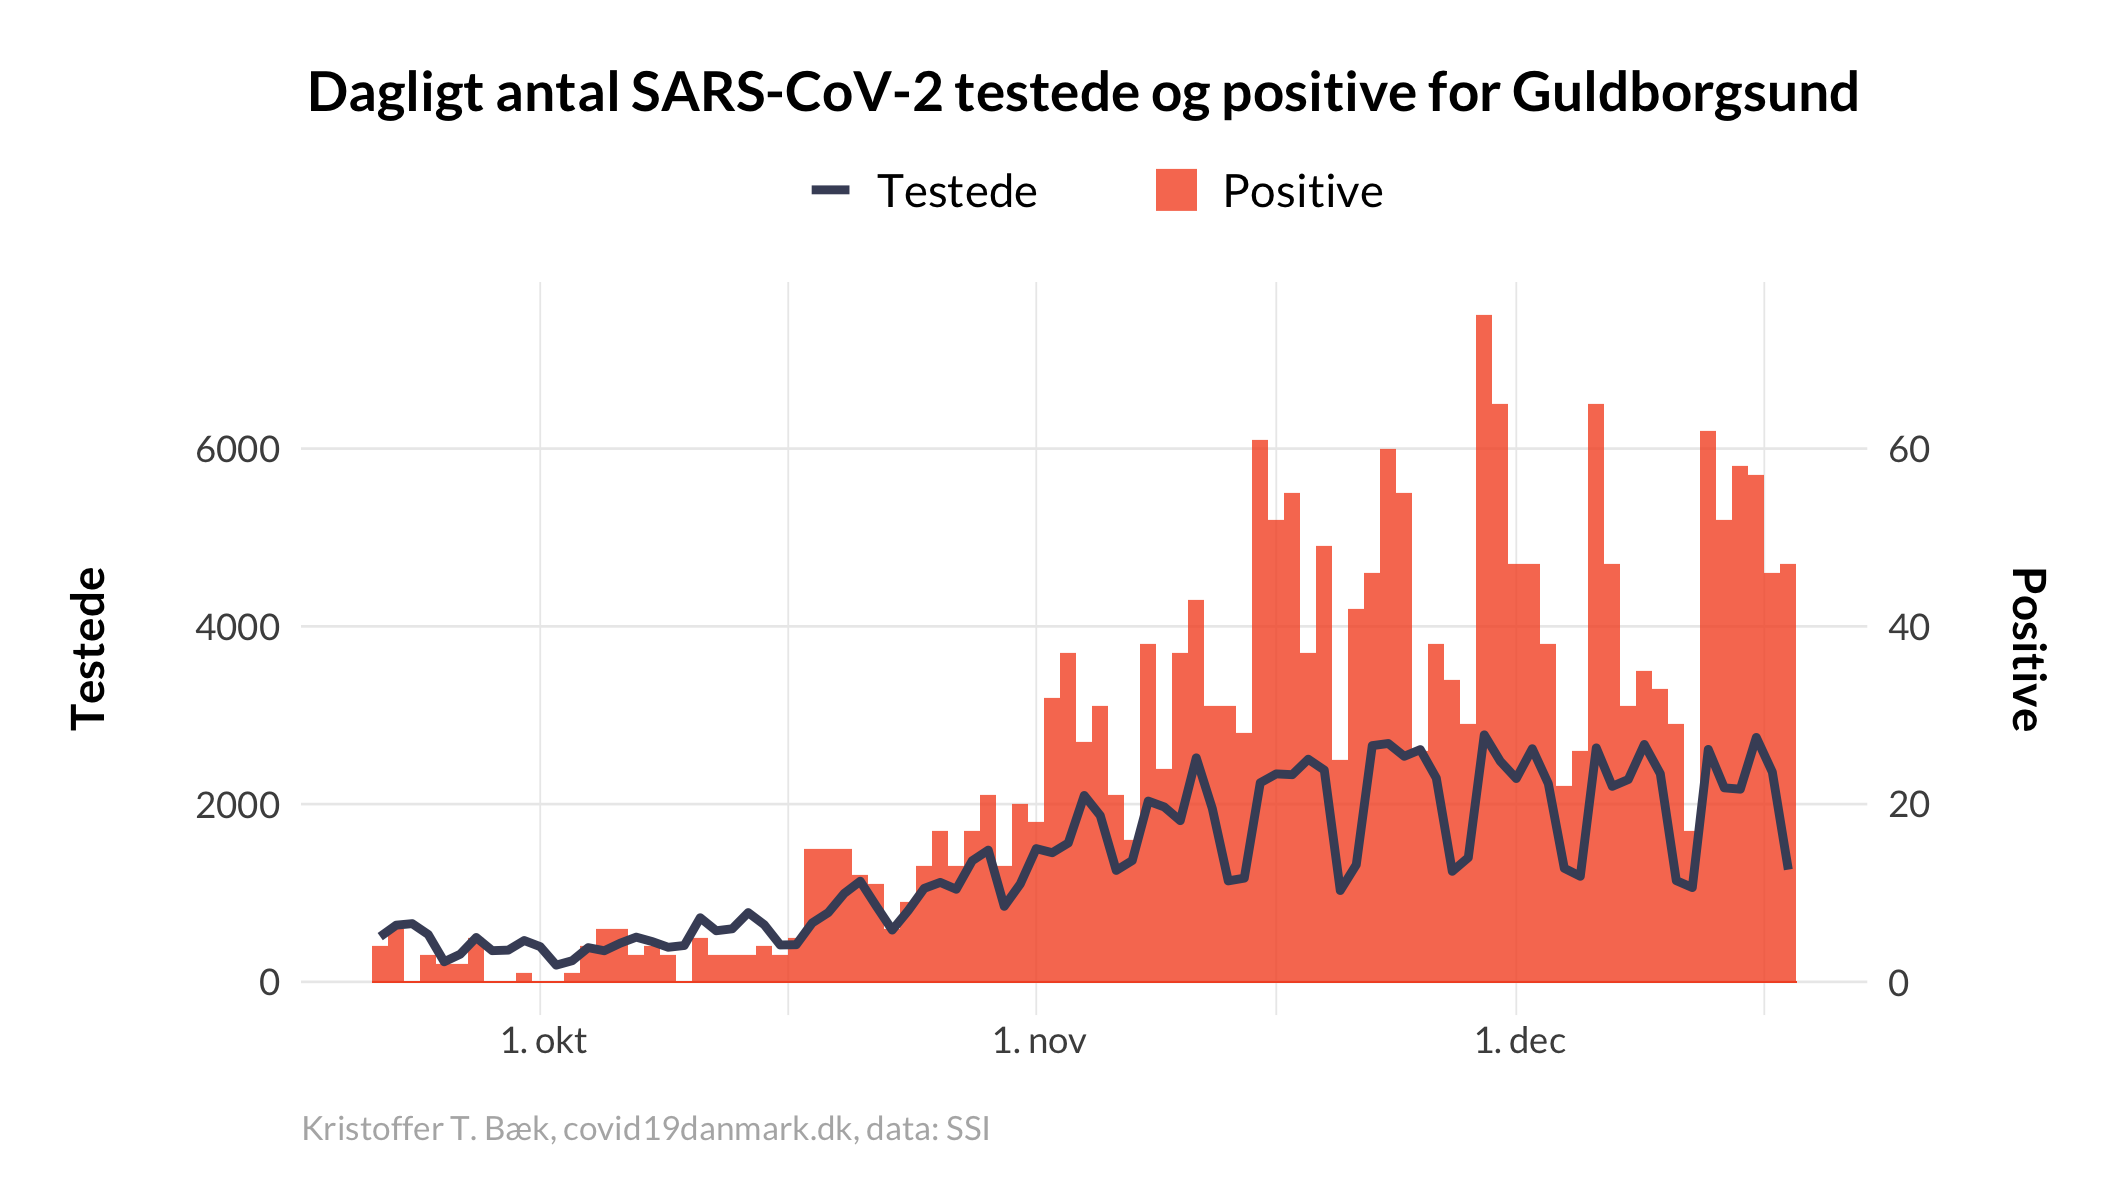 Dagligt antal SARS-CoV-2 testede og positive for Guldborgsund
Testede
Positive
6000
4000
2000
0
60
40
20
0
Testede
Positive
1. okt
1. nov
1. dec
Kristoffer T. Bæk, covid19danmark.dk, data: SSI